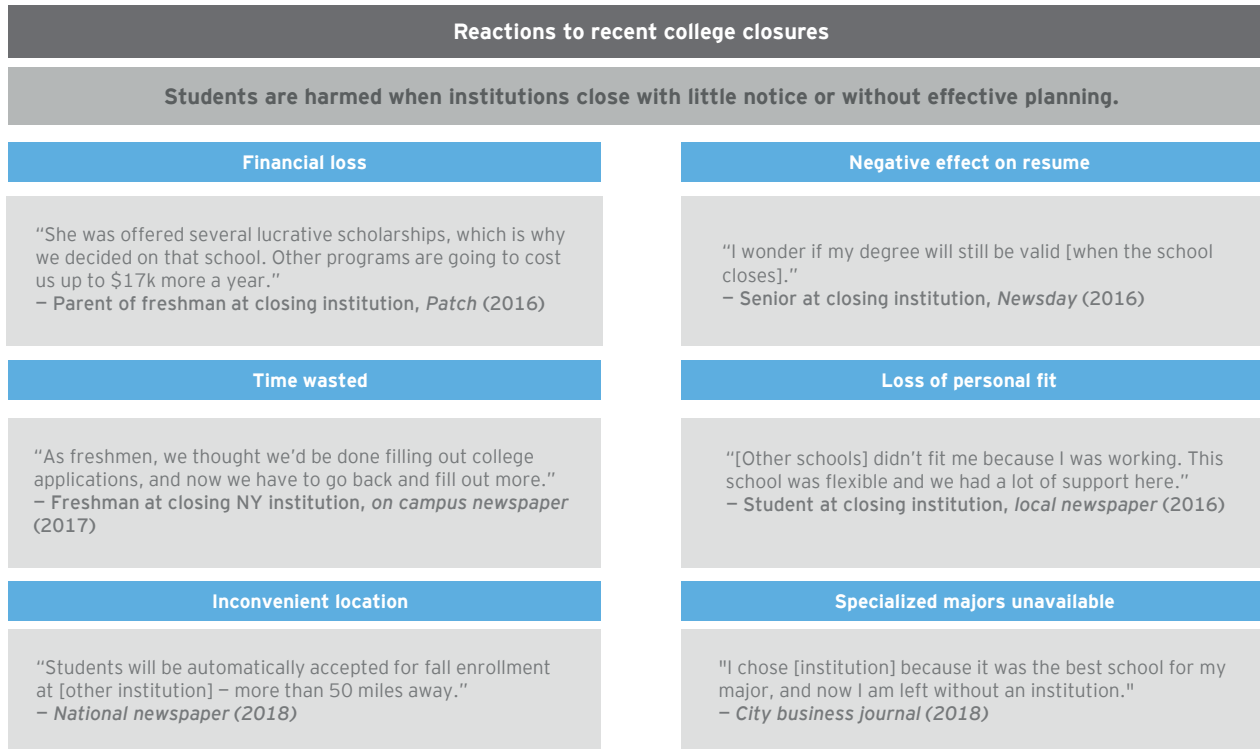 Reactions to recent college closures
Students are harmed when institutions close with little notice or without effective planning.
Financial loss
“She was offered several lucrative scholarships, which is why
we decided on that school. Other programs are going to cost
us up to $17k more a year.”
– Parent of freshman at closing institution, Patch (2016)
Negative effect on resume
“I wonder if my degree will still be valid [when the school
closes].”
– Senior at closing institution, Newsday (2016)
Time wasted
“As freshmen, we thought we’d be done filling out college
applications, and now we have to go back and fill out more.”
– Freshman at closing NY institution, on campus newspaper
(2017)
Loss of personal fit
“[Other schools] didn’t fit me because I was working. This
school was flexible and we had a lot of support here.”
– Student at closing institution, local newspaper (2016)
Inconvenient location
“Students will be automatically accepted for fall enrollment
at [other institution] – more than 50 miles away.”
– National newspaper (2018)
Specialized majors unavailable
"I chose [institution] because it was the best school for my
major, and now I am left without an institution."
– City business journal (2018)